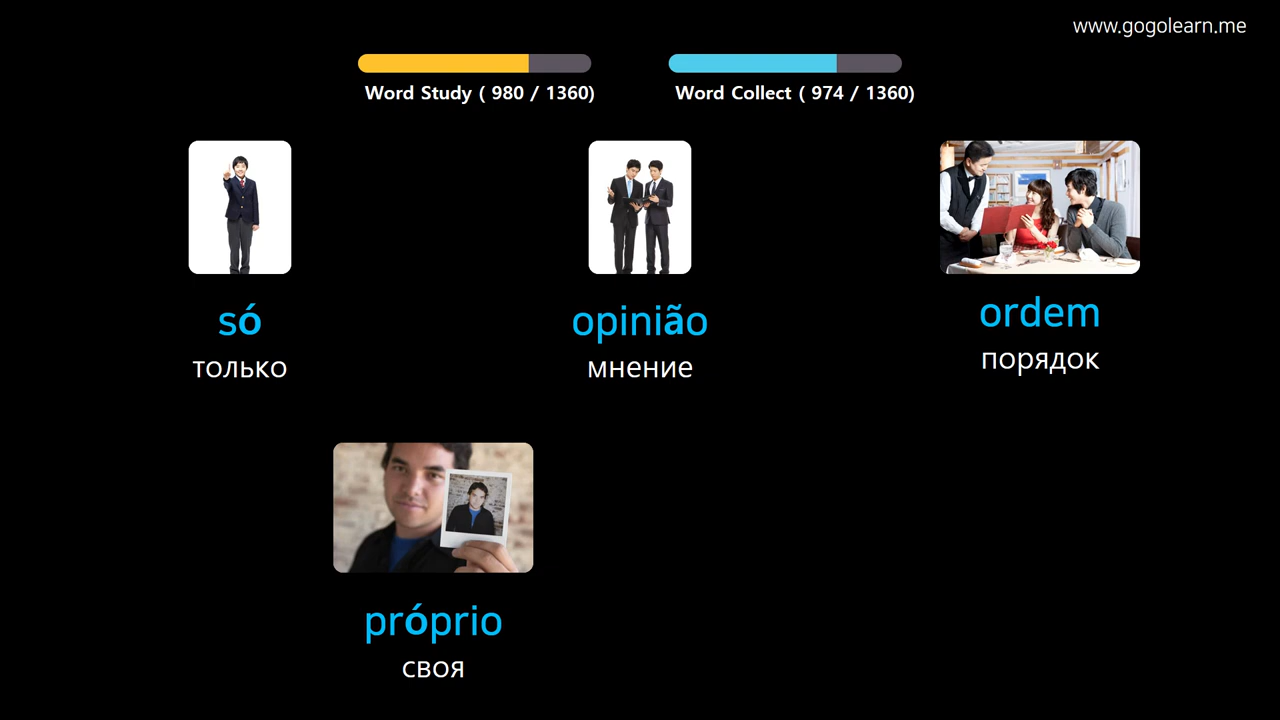 www.gogolearn.me
Word Study ( 980 / 1360)
Word Collect ( 974 / 1360)
só
только
opinião
мнение
ordem
порядок
próprio
своя